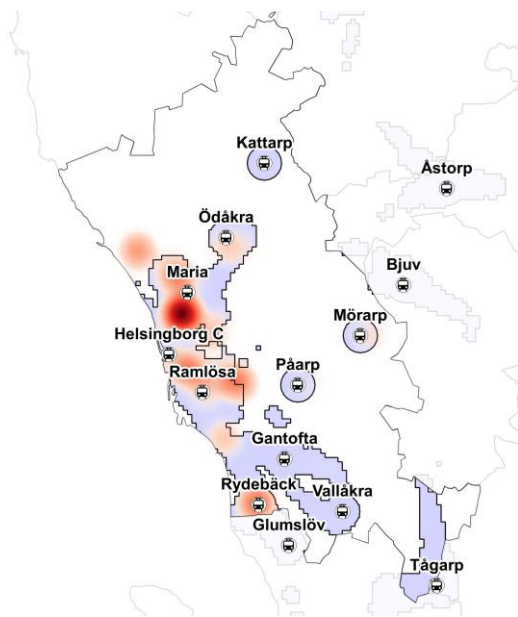 Kattarp
Åstorp
Ödåkra
Maria
Bjuv
Mörarp
Helsingborg C
Ramlösa
Påarp
Gantofta
Rydebäck
Vallåkra
Glumslöv
Tågarp